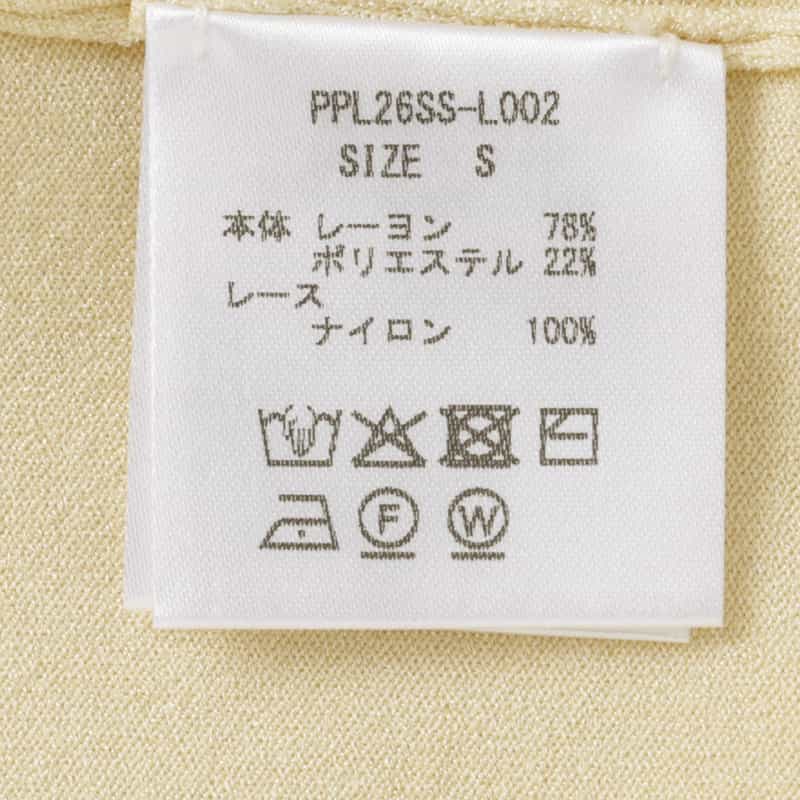 PPL26SS-L002
SIZE S
本体 レーヨン 78%
ポリエステル 22%
レース
ナイロン 100%
F W